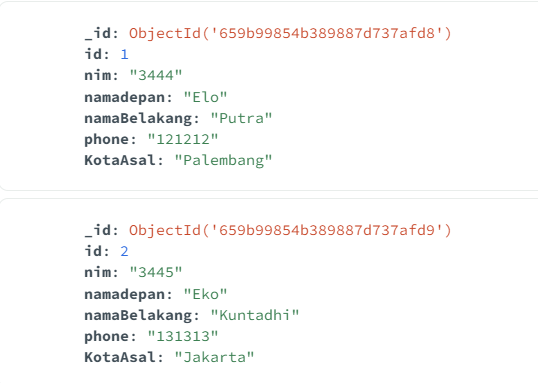 _id: ObjectId('659b99854b389887d737afd8')
id: 1
nim: "3444"
namadepan: "Elo"
namaBelakang: "Putra"
phone: "121212"
KotaAsal: "Palembang"
_id: ObjectId('659b99854b389887d737afd9')
id: 2
nim: "3445"
namadepan: "Eko"
namaBelakang: "Kuntadhi"
phone: "131313"
KotaAsal: "Jakarta"